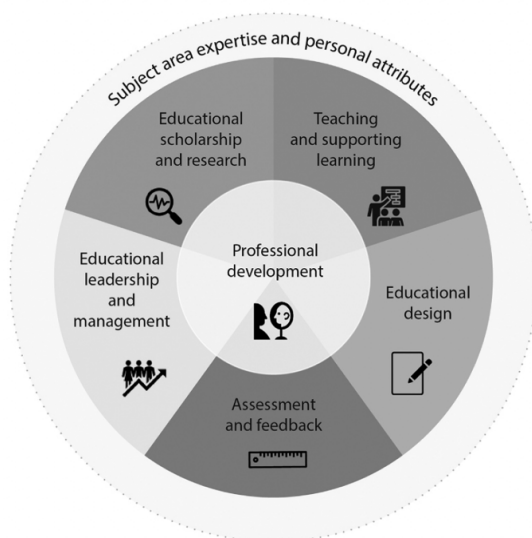 Subject area expertise and personal attributes
Educational
scholarship
and research
Teaching
and supporting
learning
Professional
development
Educational
leadership
and
management
Educational
design
Assessment
and feedback